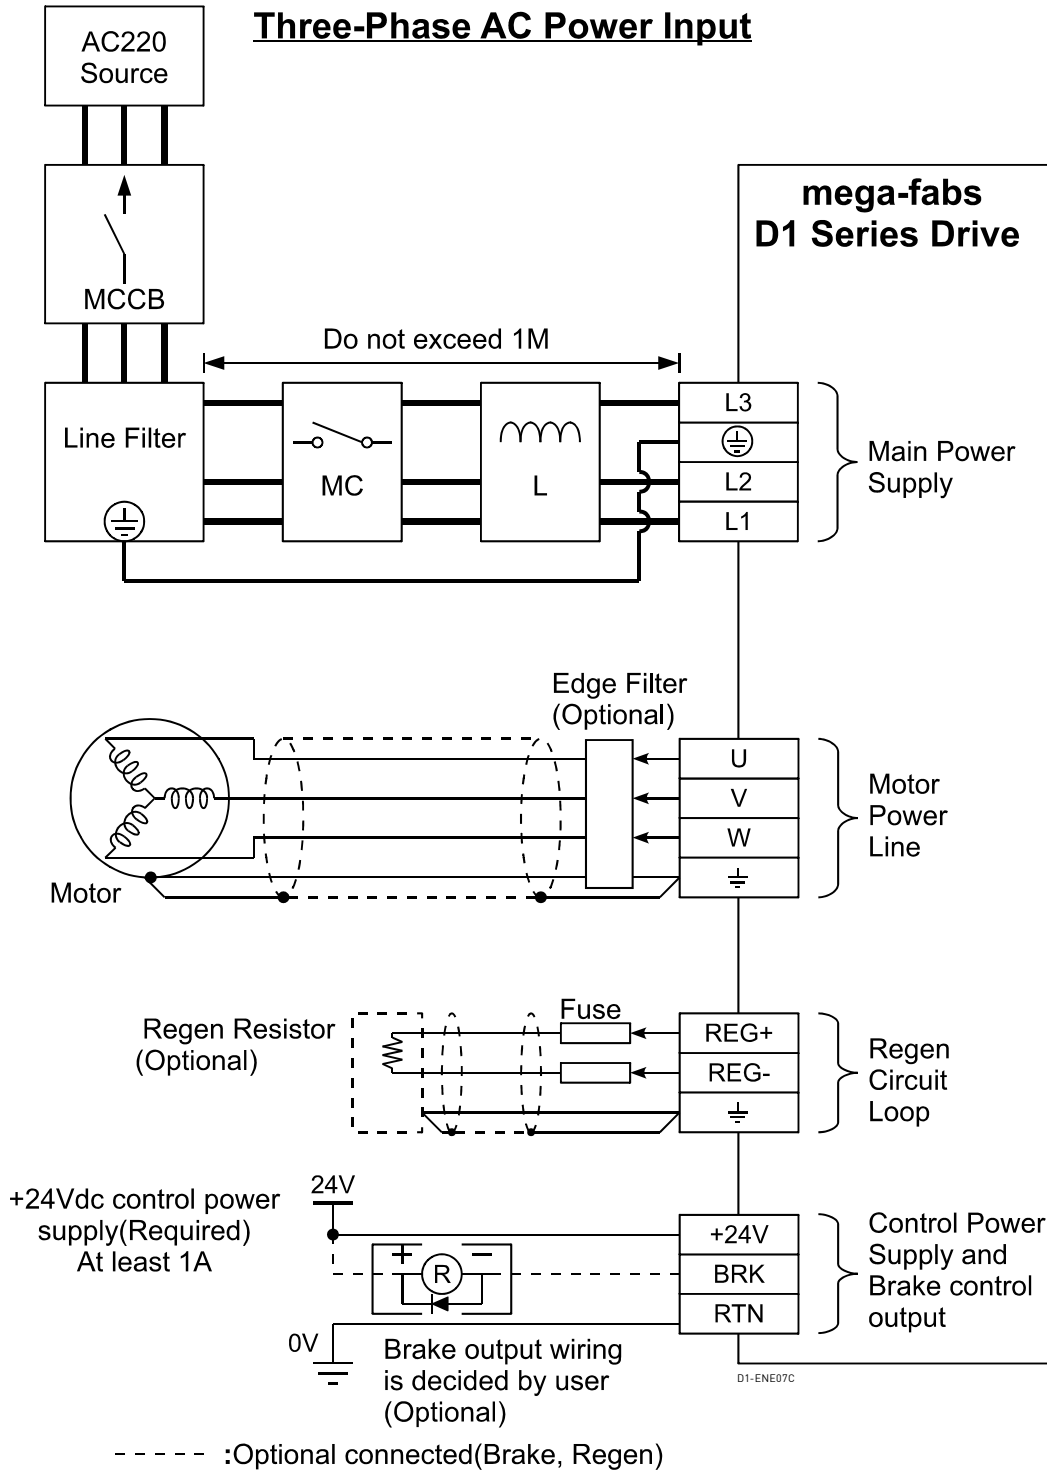 Three-Phase AC Power Input
AC220
Source
MCCB
mega-fabs
D1 Series Drive
Do not exceed 1M
Line Filter
MC
L
L3
L2
L1
Main Power
Supply
Edge Filter
(Optional)
Motor
U
V
W
Motor
Power
Line
Regen Resistor
(Optional)
Fuse
REG+
REG-
Regen
Circuit
Loop
+24Vdc control power
supply(Required)
At least 1A
24V
+
-
R
0V
Brake output wiring
is decided by user
(Optional)
+24V
BRK
RTN
Control Power
Supply and
Brake control
output
D1-ENE07C
:Optional connected(Brake, Regen)